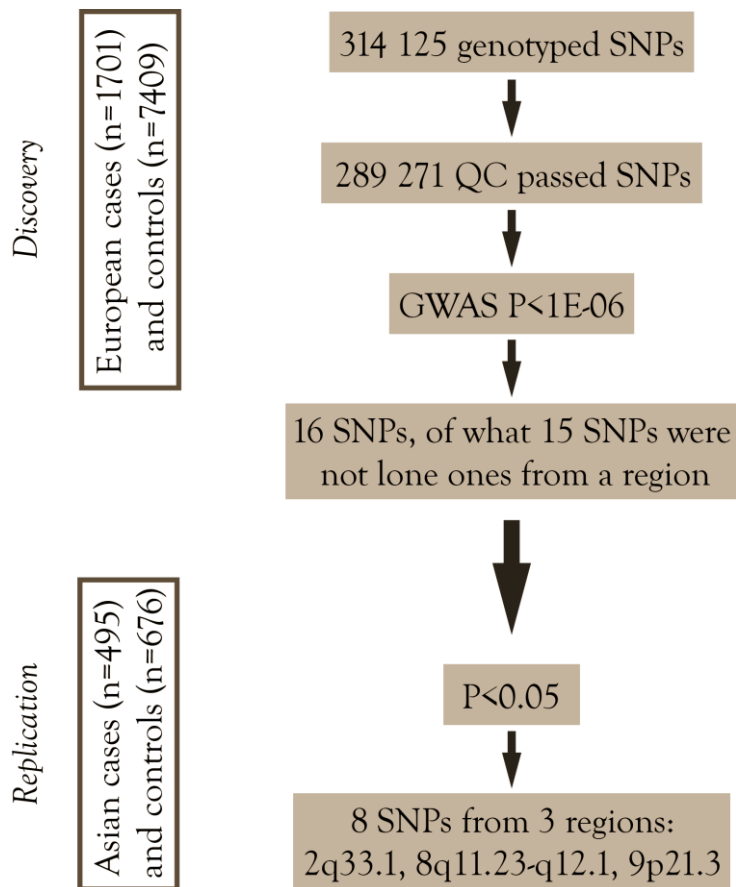 Discovery
European cases (n=1701)
and controls (n=7409)
314 125 genotyped SNPs
289 271 QC passed SNPs
GWAS P<1E-06
16 SNPs, of what 15 SNPs were
not lone ones from a region
Replication
Asian cases (n=495)
and controls (n=676)
P<0.05
8 SNPs from 3 regions:
2q33.1, 8q11.23-q12.1, 9p21.3